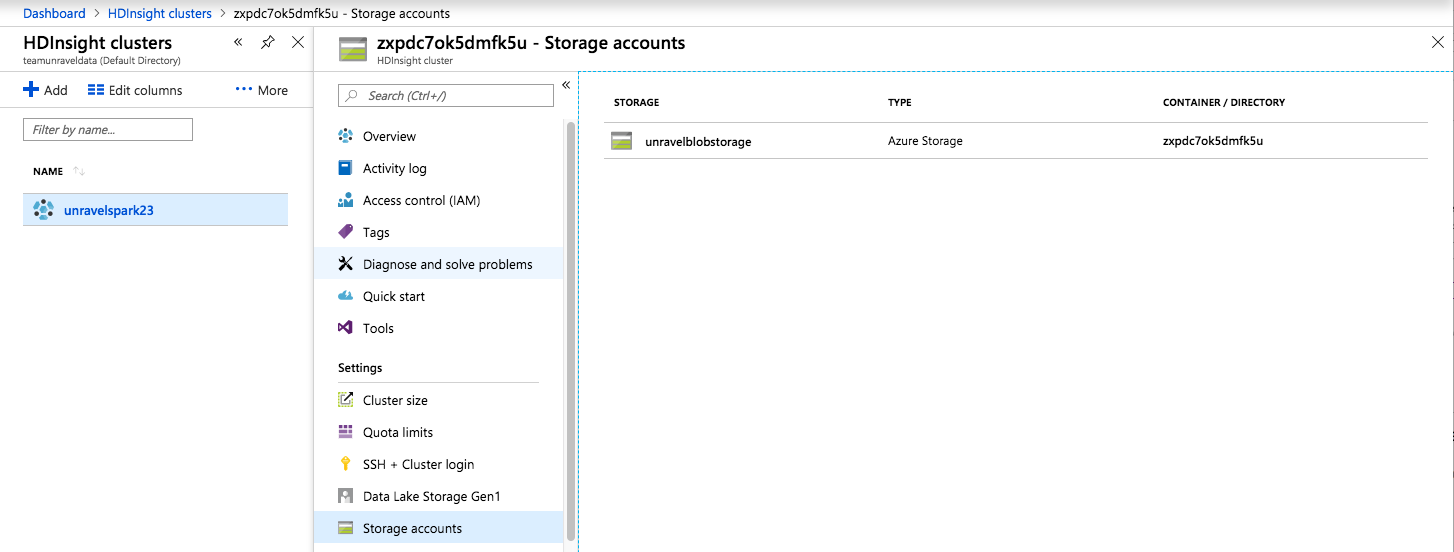 Dashboard > HDInsight clusters > zxpdc7ok5dmfk5u - Storage accounts
HDInsight clusters
teamunraveldata (Default Directory)
Add Edit columns ··· More
Filter by name...
NAME
unravelspark23
zxpdc7ok5dmfk5u - Storage accounts
HDInsight cluster
Search (Ctrl+/)
Overview
Activity log
Access control (IAM)
Tags
Diagnose and solve problems
Quick start
Tools
Settings
Cluster size
Quota limits
SSH + Cluster login
Data Lake Storage Gen1
Storage accounts
STORAGE TYPE CONTAINER / DIRECTORY
unravelblobstorage Azure Storage zxpdc7ok5dmfk5u